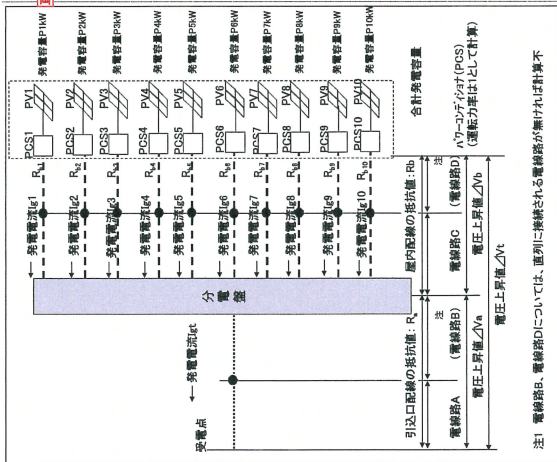 図
受電点
発電電流Igt
分電盤
発電電流Ig1
発電電流Ig2
発電電流Ig3
発電電流Ig4
発電電流Ig5
発電電流Ig6
発電電流Ig7
発電電流Ig8
発電電流Ig9
発電電流Ig10
Rb1
Rb2
Rb3
Rb4
Rb5
Rb6
Rb7
Rb8
Rb9
Rb10
PCS1
PCS2
PCS3
PCS4
PCS5
PCS6
PCS7
PCS8
PCS9
PCS10
PV1
PV2
PV3
PV4
PV5
PV6
PV7
PV8
PV9
PV10
発電容量P1kW
発電容量P2kW
発電容量P3kW
発電容量P4kW
発電容量P5kW
発電容量P6kW
発電容量P7kW
発電容量P8kW
発電容量P9kW
発電容量P10kW
合計発電容量
引込口配線の抵抗値:Ra
屋内配線の抵抗値:Rb
パワーコンディショナ(PCS)
(運転力率は1として計算)
注
注
電線路A
(電線路B)
電線路C
(電線路D)
電圧上昇値⊿Va
電圧上昇値⊿Vb
電圧上昇値⊿Vt
注1 電線路B、電線路Dについては、直列に接続される電線路が無ければ計算不